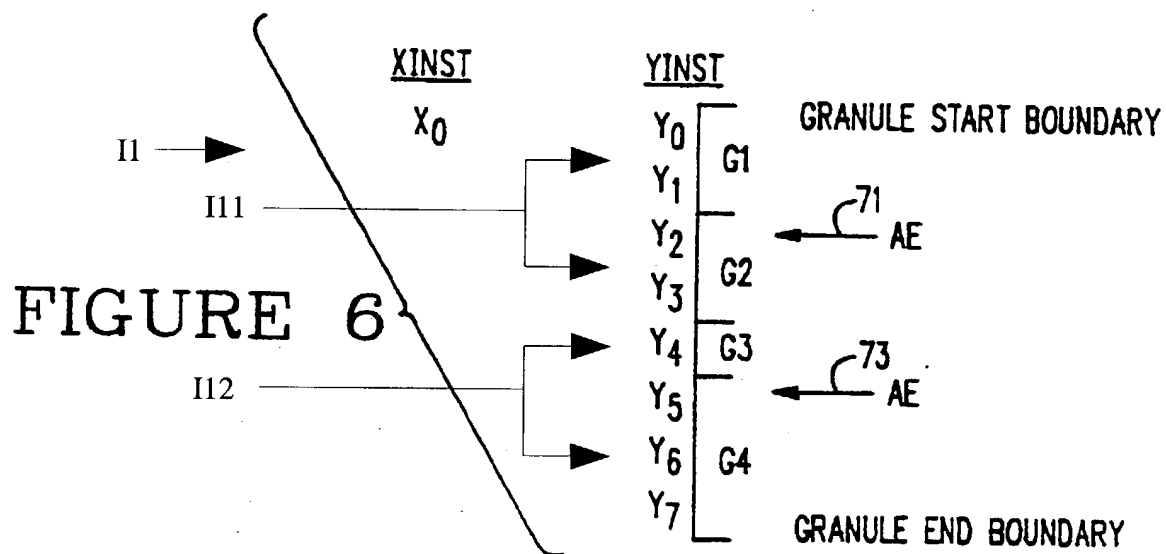 XINST YINST
X0 Y0 GRANULE START BOUNDARY
I1 G1
Y1
I11 71
Y2 AE
G2
Y3
FIGURE 6
Y4 G3
73
I12 Y5 AE
Y6 G4
Y7
GRANULE END BOUNDARY